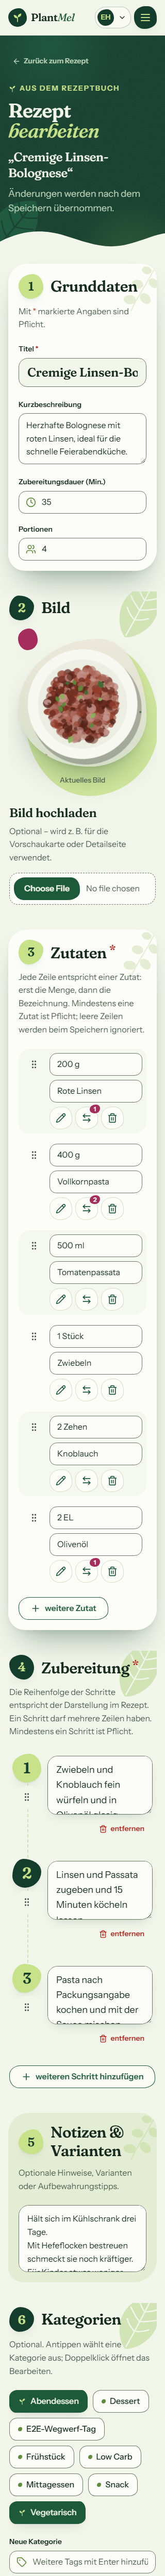 PlantMel
EH
← Zurück zum Rezept
AUS DEM REZEPTBUCH
Rezept
bearbeiten
„Cremige Linsen-
Bolognese“
Änderungen werden nach dem
Speichern übernommen.
1
Grunddaten
Mit * markierte Angaben sind
Pflicht.
Titel *
Cremige Linsen-Bo
Kurzbeschreibung
Herzhafte Bolognese mit
roten Linsen, ideal für die
schnelle Feierabendküche.
Zubereitungsdauer (Min.)
35
Portionen
4
2
Bild
Aktuelles Bild
Bild hochladen
Optional – wird z. B. für die
Vorschaukarte oder Detailseite
verwendet.
Choose File
No file chosen
3
Zutaten *
Jede Zeile entspricht einer Zutat:
erst die Menge, dann die
Bezeichnung. Mindestens eine
Zutat ist Pflicht; leere Zeilen
werden beim Speichern ignoriert.
200 g
Rote Linsen
1
400 g
Vollkornpasta
2
500 ml
Tomatenpassata
1 Stück
Zwiebeln
2 Zehen
Knoblauch
2 EL
Olivenöl
1
+ weitere Zutat
4
Zubereitung *
Die Reihenfolge der Schritte
entspricht der Darstellung im Rezept.
Ein Schritt darf mehrere Zeilen haben.
Mindestens ein Schritt ist Pflicht.
1
Zwiebeln und
Knoblauch fein
würfeln und in
Olivenöl glasig
entfernen
2
Linsen und Passata
zugeben und 15
Minuten köcheln
lassen
entfernen
3
Pasta nach
Packungsangabe
kochen und mit der
Sauce mischen
entfernen
+ weiteren Schritt hinzufügen
5
Notizen &
Varianten
Optionale Hinweise, Varianten
oder Aufbewahrungstipps.
Hält sich im Kühlschrank drei
Tage.
Mit Hefeflocken bestreuen
schmeckt sie noch kräftiger.
Für Kinder etwas weniger
6
Kategorien
Optional. Antippen wählt eine
Kategorie aus; Doppelklick öffnet das
Bearbeiten.
Abendessen
Dessert
E2E-Wegwerf-Tag
Frühstück
Low Carb
Mittagessen
Snack
Vegetarisch
Neue Kategorie
Weitere Tags mit Enter hinzufü